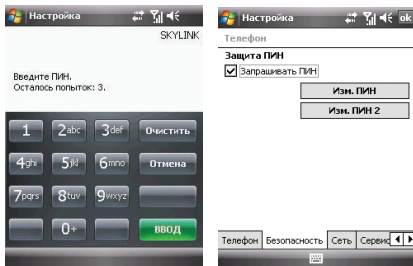 Настройка
SKYLINK
Введите ПИН.
Осталось попыток: 3.
1 2abc 3def Очистить
4ghi 5jkl 6mno Отмена
7pqrs 8tuv 9wxyz
0+ ВВОД
Настройка ok
Телефон
Защита ПИН
Запрашивать ПИН
Изм. ПИН
Изм. ПИН 2
Телефон Безопасность Сеть Сервис